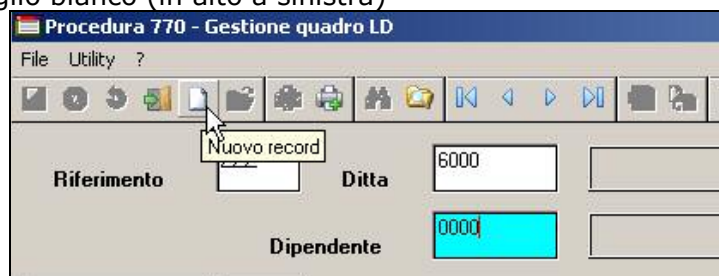 glio bianco (in alto a sinistra)
Procedura 770 - Gestione quadro LD
File Utility ?
Nuovo record
Riferimento Ditta 6000
Dipendente 0000